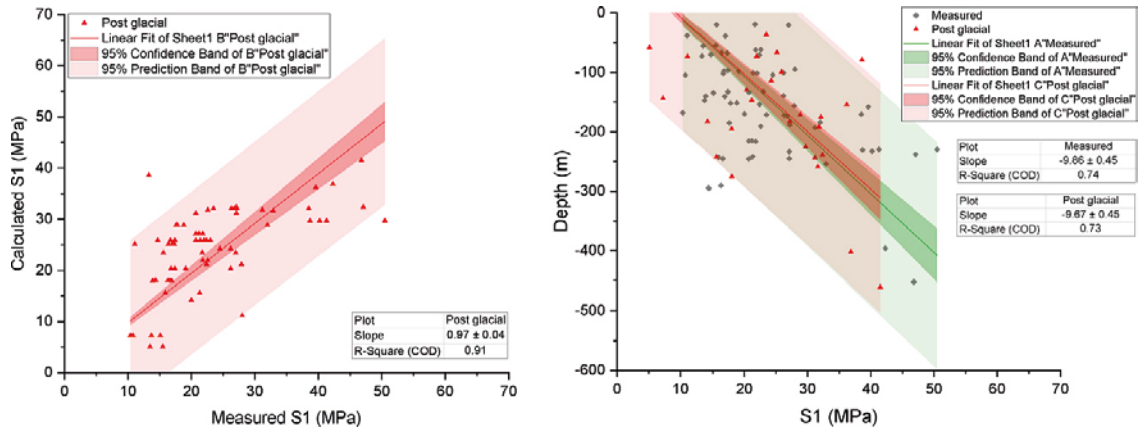 Post glacial
Linear Fit of Sheet1 B"Post glacial"
95% Confidence Band of B"Post glacial"
95% Prediction Band of B"Post glacial"
70
60
50
40
30
20
10
0
Calculated S1 (MPa)
0 10 20 30 40 50 60 70
Measured S1 (MPa)
Plot Post glacial
Slope 0.97 ± 0.04
R-Square (COD) 0.91
Measured
Post glacial
Linear Fit of Sheet1 A"Measured"
95% Confidence Band of A"Measured"
95% Prediction Band of A"Measured"
Linear Fit of Sheet1 C"Post glacial"
95% Confidence Band of C"Post glacial"
95% Prediction Band of C"Post glacial"
0
-100
-200
-300
-400
-500
-600
Depth (m)
0 10 20 30 40 50 60 70
S1 (MPa)
Plot Measured
Slope -9.86 ± 0.45
R-Square (COD) 0.74
Plot Post glacial
Slope -9.67 ± 0.45
R-Square (COD) 0.73